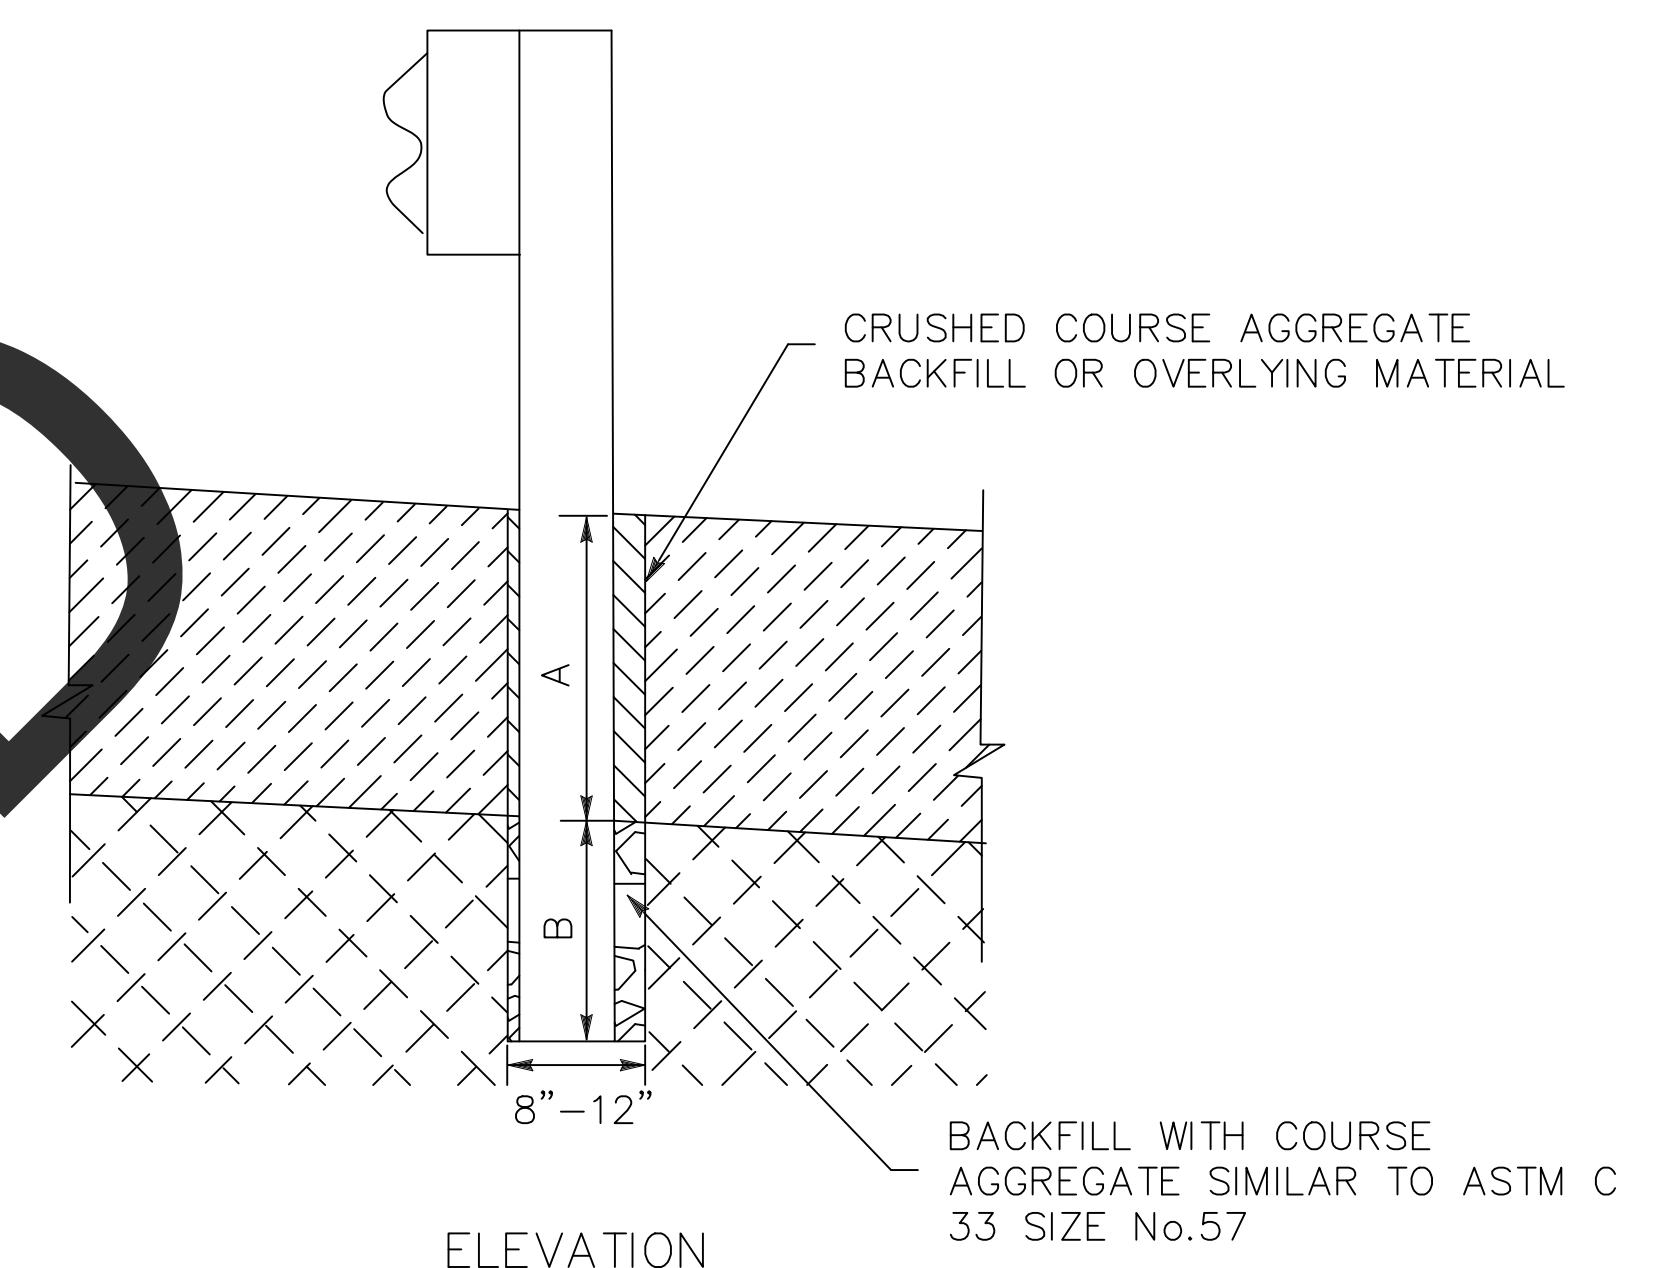 CRUSHED COURSE AGGREGATE
BACKFILL OR OVERLYING MATERIAL
A
B
8”–12”
BACKFILL WITH COURSE
AGGREGATE SIMILAR TO ASTM C
33 SIZE No.57
ELEVATION